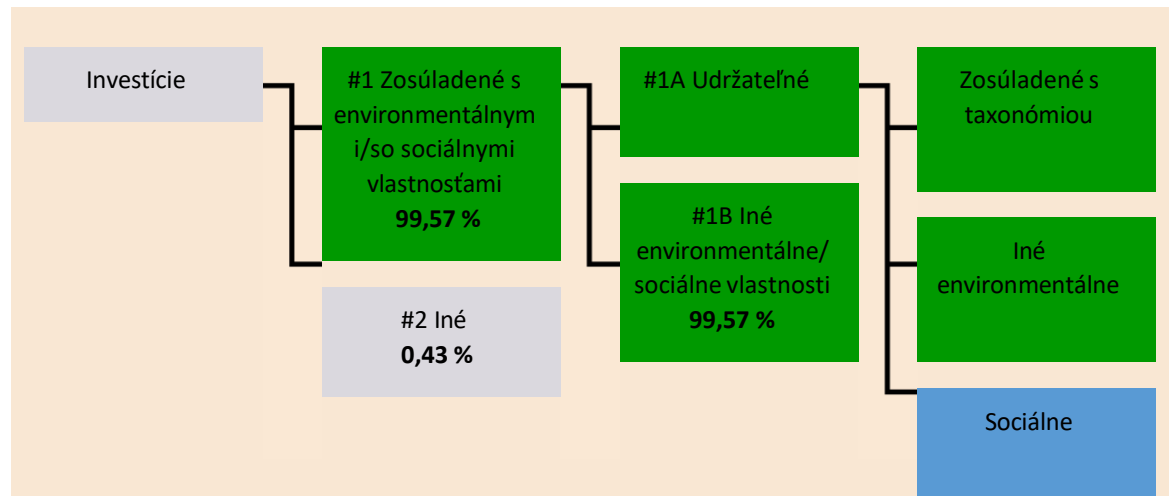 Investície
#1 Zosúladené s
environmentálnym
i/so sociálnymi
vlastnosťami
99,57 %
#2 Iné
0,43 %
#1A Udržateľné
#1B Iné
environmentálne/
sociálne vlastnosti
99,57 %
Zosúladené s
taxonómiou
Iné
environmentálne
Sociálne